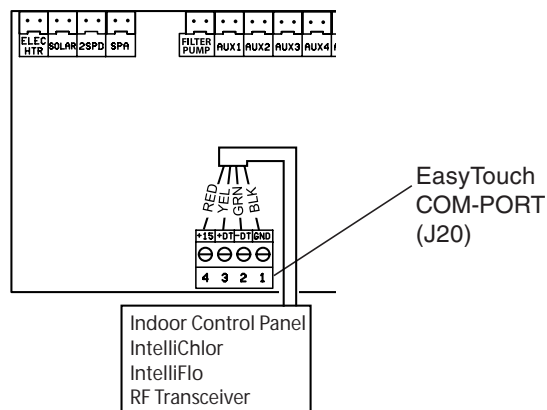 ELEC
HTR
SOLAR
2SPD
SPA
FILTER
PUMP
AUX1
AUX2
AUX3
AUX4
RED
YEL
GRN
BLK
+15
+DT
-DT
GND
4
3
2
1
EasyTouch
COM-PORT
(J20)
Indoor Control Panel
IntelliChlor
IntelliFlo
RF Transceiver